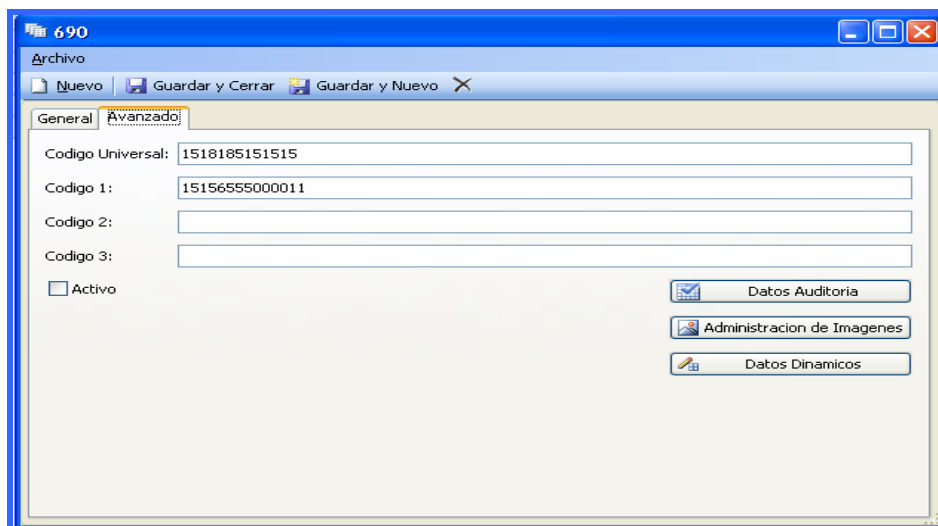 690
Archivo
Nuevo Guardar y Cerrar Guardar y Nuevo
General Avanzado
Codigo Universal: 1518185151515
Codigo 1: 15156555000011
Codigo 2:
Codigo 3:
Activo
Datos Auditoria
Administracion de Imagenes
Datos Dinamicos